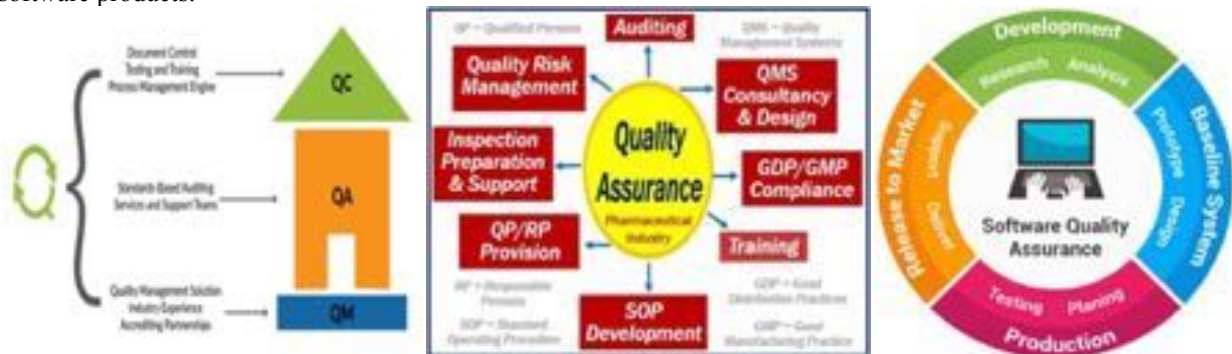 software products.
Document Control
Testing and Training
Process Management Engine
QC
Standards-Based Auditing
Services and Support Teams
QA
Quality Management Solution
Industry Experience
Accrediting Partnerships
QM
QP = Qualified Persons
Auditing
QMS = Quality
Management Systems
Quality Risk
Management
QMS
Consultancy
& Design
Inspection
Preparation
& Support
Quality
Assurance
Pharmaceutical
Industry
GDP/GMP
Compliance
QP/RP
Provision
Training
RP = Responsible
Persons
GDP = Good
Distribution Practices
SOP = Standard
Operating Procedure
SOP
Development
GMP = Good
Manufacturing Practice
Development
Research Analysis
Release to Market
Support
Baseline System
Prototype Design
Software Quality
Assurance
Testing Planing
Production